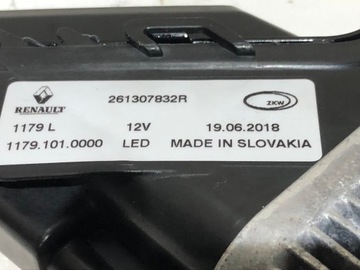 RENAULT 261307832R ZKW
1179 L 12V 19.06.2018
1179.101.0000 LED MADE IN SLOVAKIA